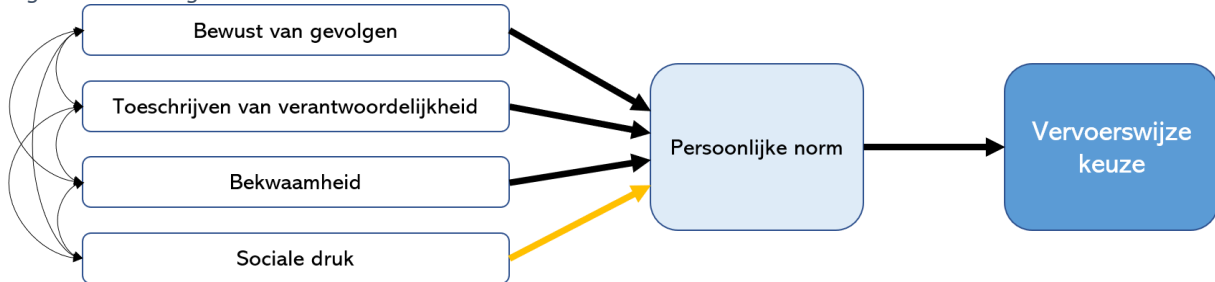 Bewust van gevolgen
Toeschrijven van verantwoordelijkheid
Bekwaamheid
Sociale druk
Persoonlijke norm
Vervoerswijze
keuze